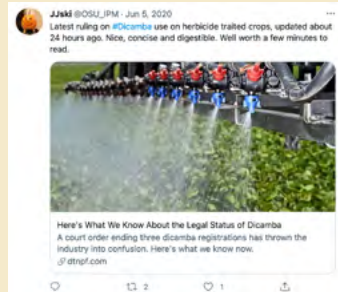 JJski @OSU_IPM · Jun 5, 2020
Latest ruling on #Dicamba use on herbicide traited crops, updated about
24 hours ago. Nice, concise and digestible. Well worth a few minutes to
read.
Here's What We Know About the Legal Status of Dicamba
A court order ending three dicamba registrations has thrown the
industry into confusion. Here's what we know now.
dtnpf.com
2
1